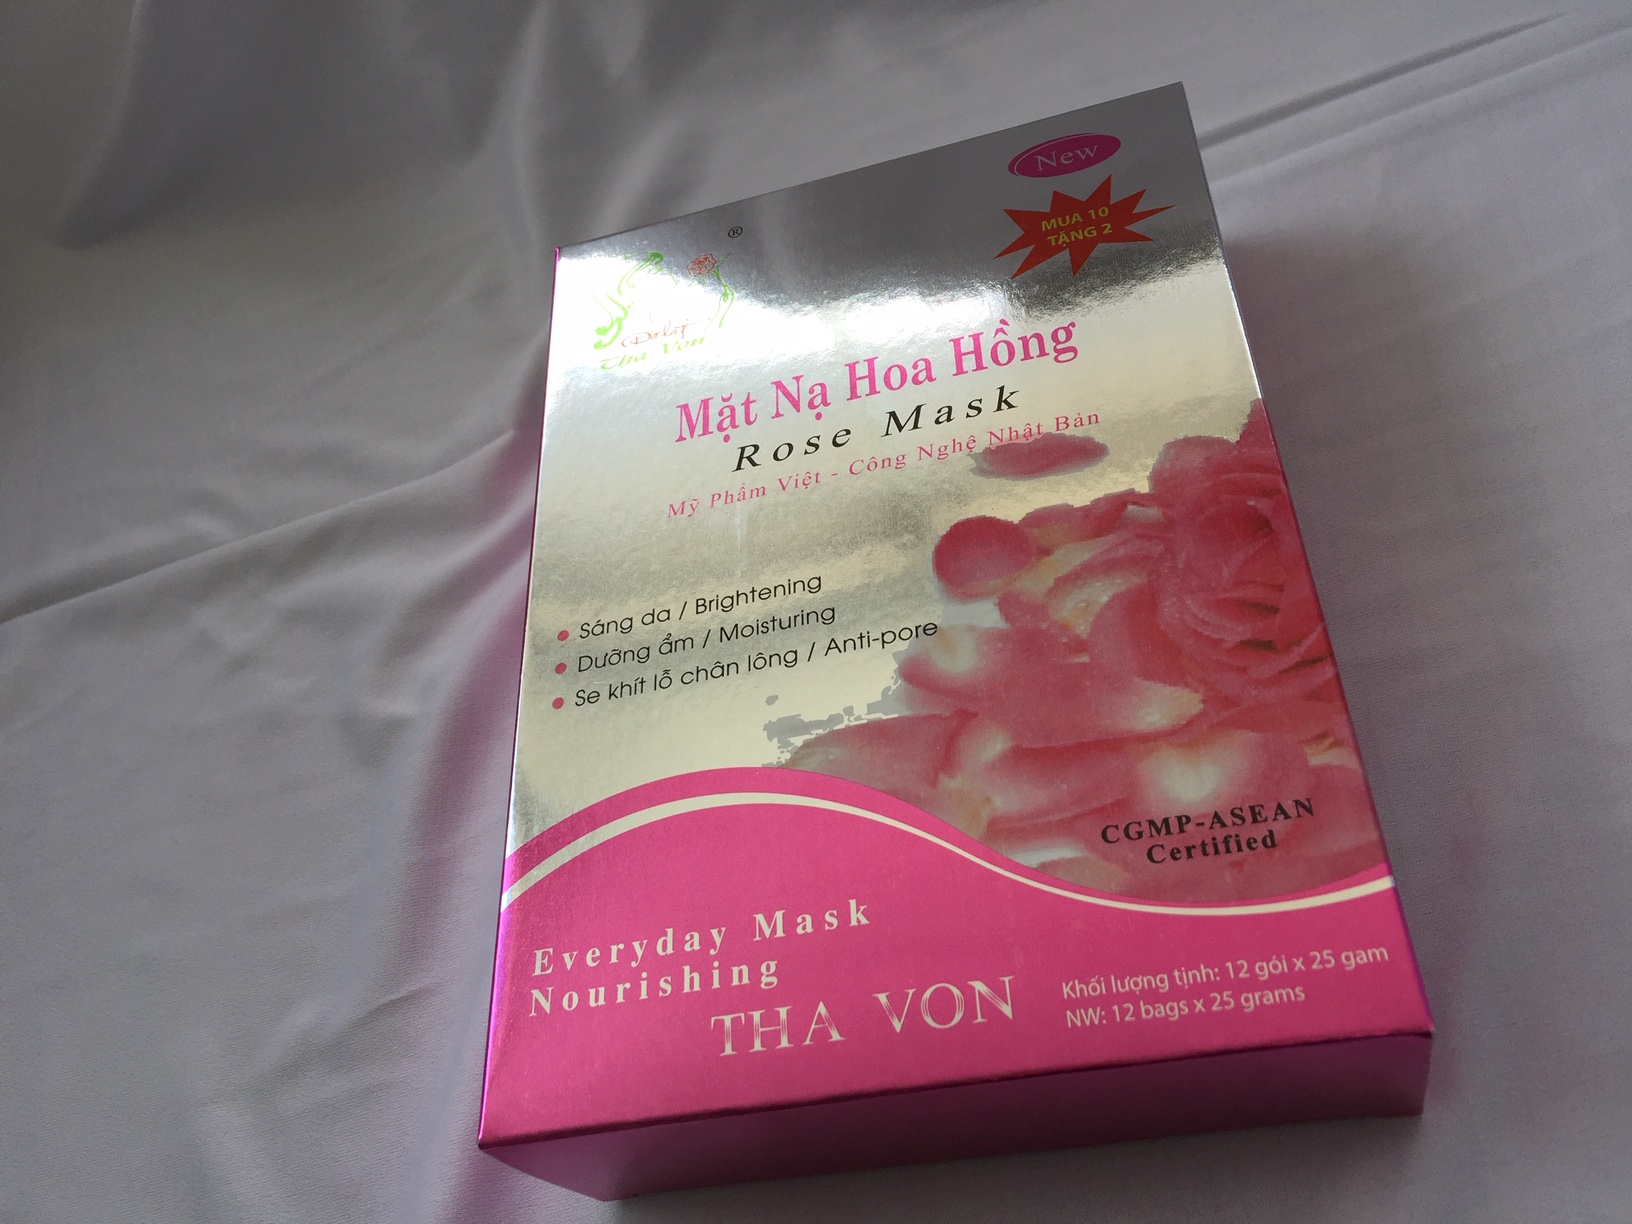 New
MUA 10
TẶNG 2
®
Dalat
Tha Von
Mặt Nạ Hoa Hồng
Rose Mask
Mỹ Phẩm Việt - Công Nghệ Nhật Bản
Sáng da / Brightening
Dưỡng ẩm / Moisturing
Se khít lỗ chân lông / Anti-pore
CGMP-ASEAN
Certified
Everyday Mask
Nourishing
THA VON
Khối lượng tịnh: 12 gói x 25 gam
NW: 12 bags x 25 grams